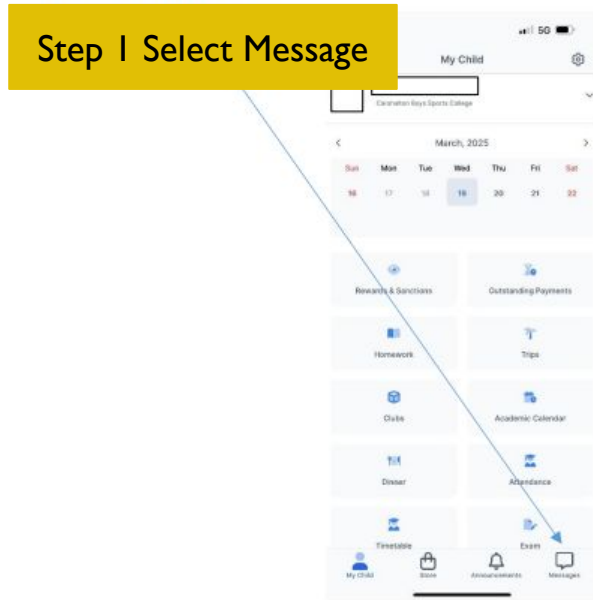 Step 1 Select Message
5G
My Child
Carshalton Boys Sports College
March, 2025
Sun Mon Tue Wed Thu Fri Sat
16 17 18 19 20 21 22
Rewards & Sanctions Outstanding Payments
Homework Trips
Clubs Academic Calendar
Dinner Attendance
Timetable Exam
My Child Store Announcements Messages